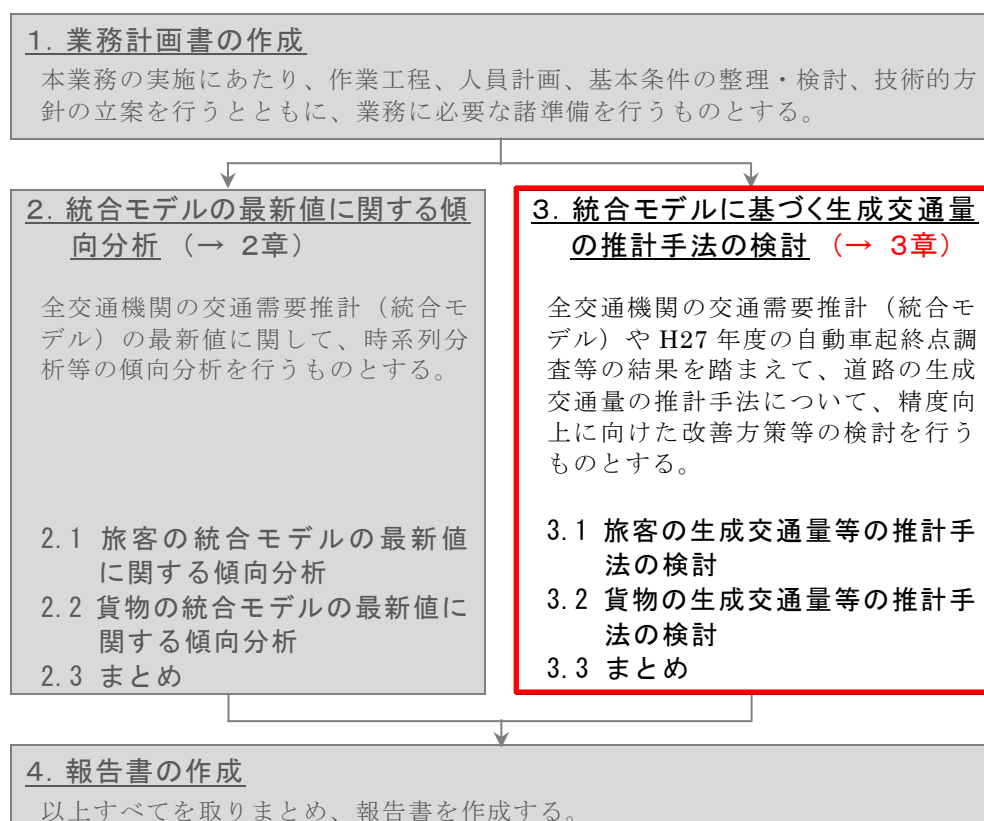 1. 業務計画書の作成
本業務の実施にあたり、作業工程、人員計画、基本条件の整理・検討、技術的方
針の立案を行うとともに、業務に必要な諸準備を行うものとする。
2. 統合モデルの最新値に関する傾
向分析 （→ 2章）
全交通機関の交通需要推計（統合モ
デル）の最新値に関して、時系列分
析等の傾向分析を行うものとする。
2.1 旅客の統合モデルの最新値
に関する傾向分析
2.2 貨物の統合モデルの最新値に
関する傾向分析
2.3 まとめ
3. 統合モデルに基づく生成交通量
の推計手法の検討 （→ 3章）
全交通機関の交通需要推計（統合モ
デル）や H27 年度の自動車起終点調
査等の結果を踏まえて、道路の生成
交通量の推計手法について、精度向
上に向けた改善方策等の検討を行う
ものとする。
3.1 旅客の生成交通量等の推計手
法の検討
3.2 貨物の生成交通量等の推計手
法の検討
3.3 まとめ
4. 報告書の作成
以上すべてを取りまとめ、報告書を作成する。